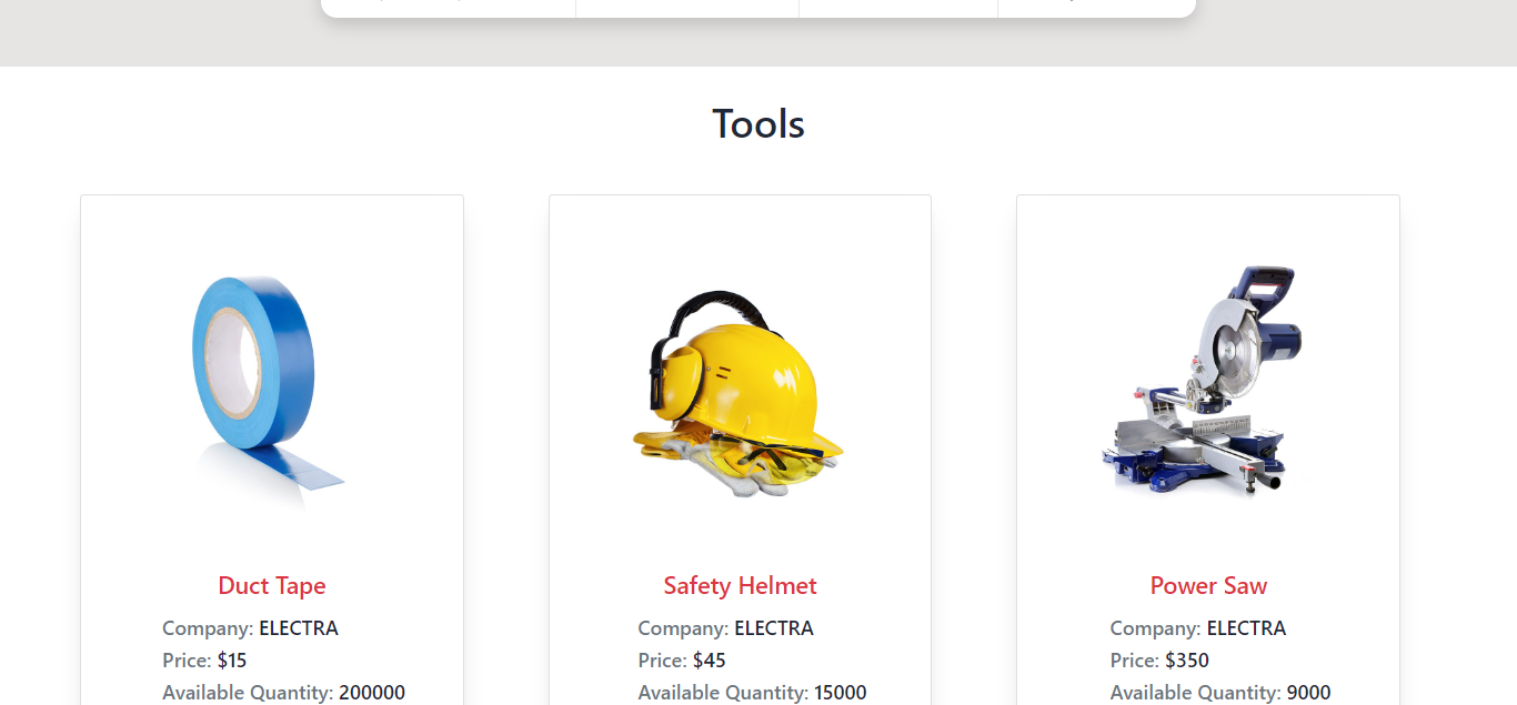 Tools
Duct Tape
Safety Helmet
Power Saw
Company: ELECTRA
Price: $15
Available Quantity: 200000
Company: ELECTRA
Price: $45
Available Quantity: 15000
Company: ELECTRA
Price: $350
Available Quantity: 9000